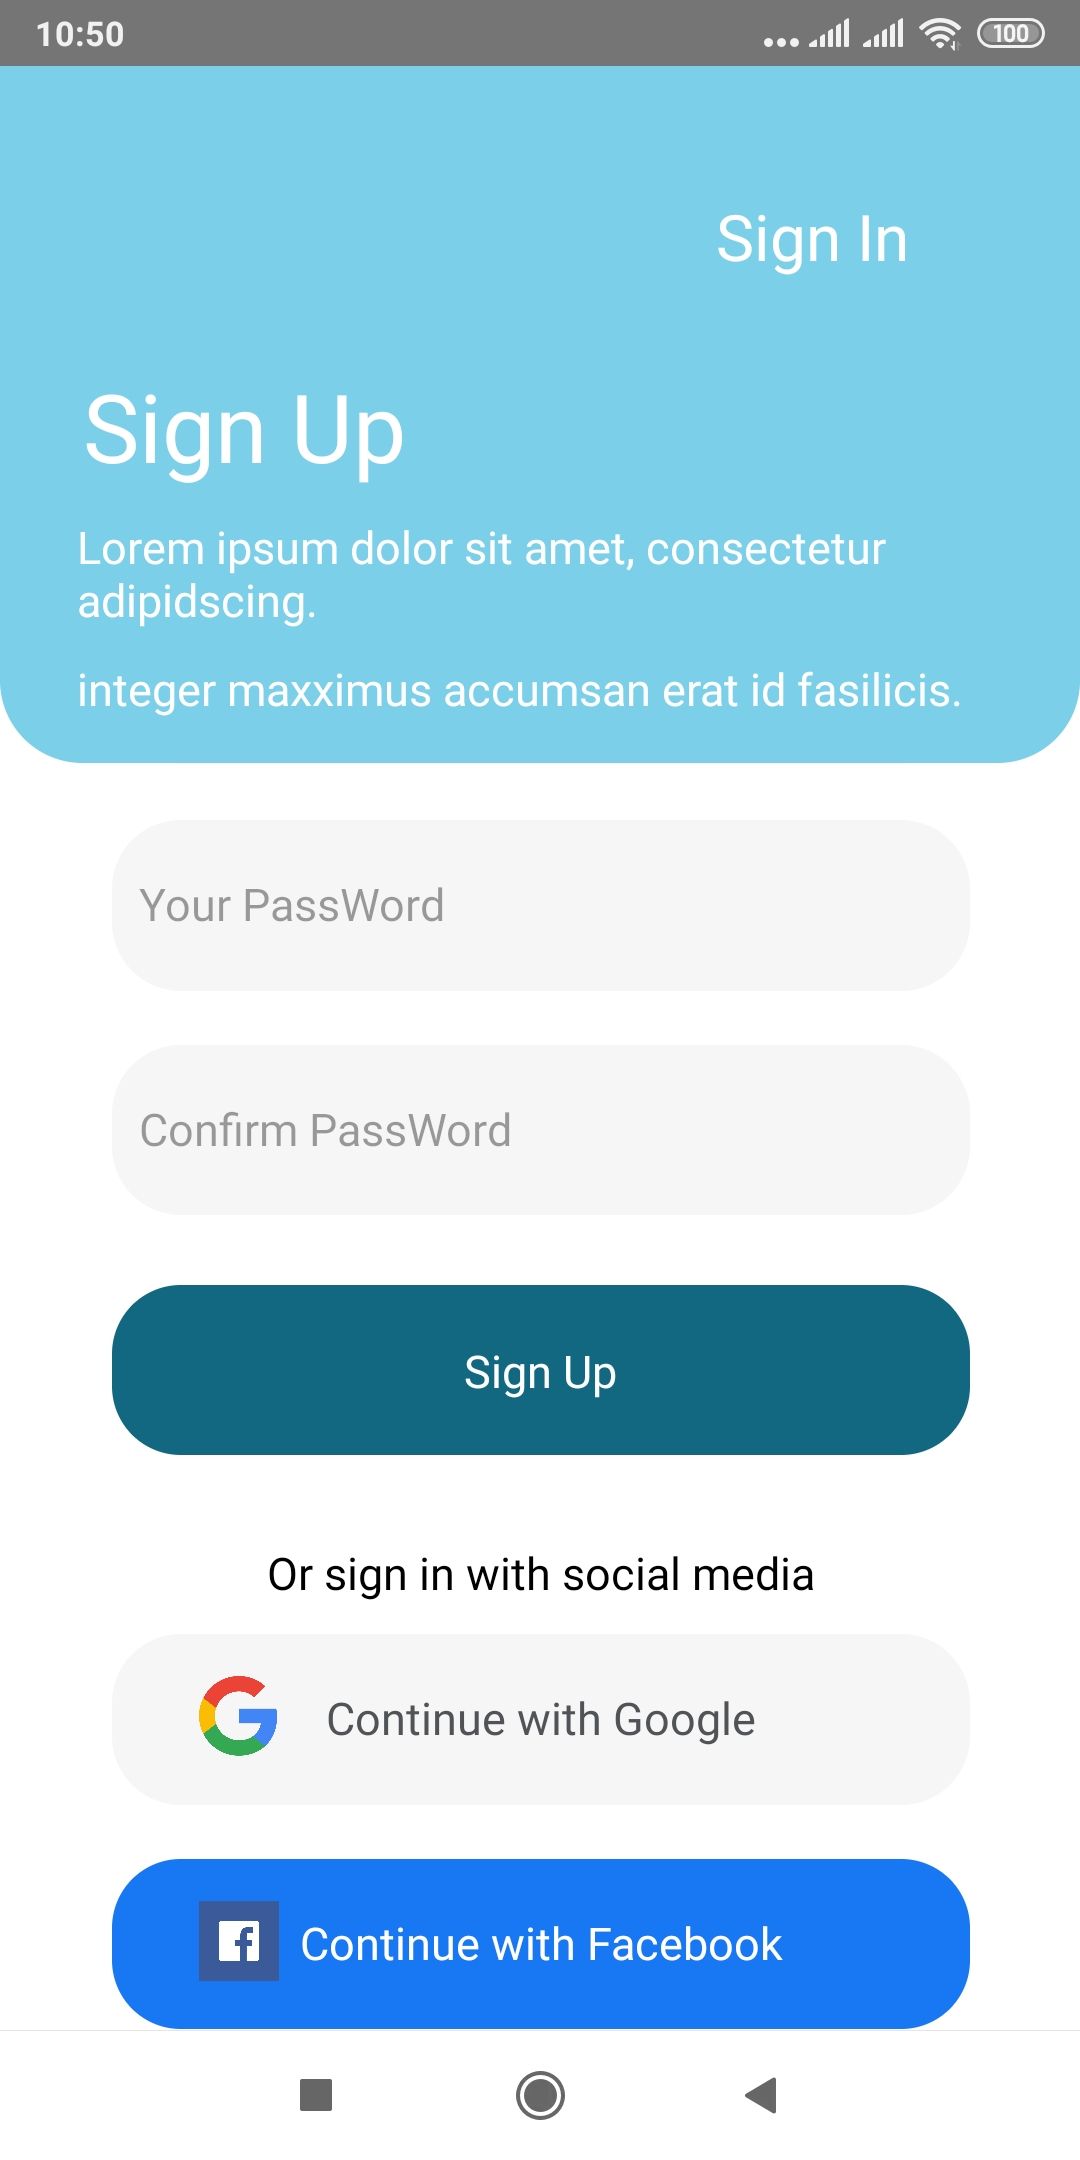 10:50
100
Sign In
Sign Up
Lorem ipsum dolor sit amet, consectetur
adipidscing.
integer maxximus accumsan erat id fasilicis.
Your PassWord
Confirm PassWord
Sign Up
Or sign in with social media
Continue with Google
Continue with Facebook